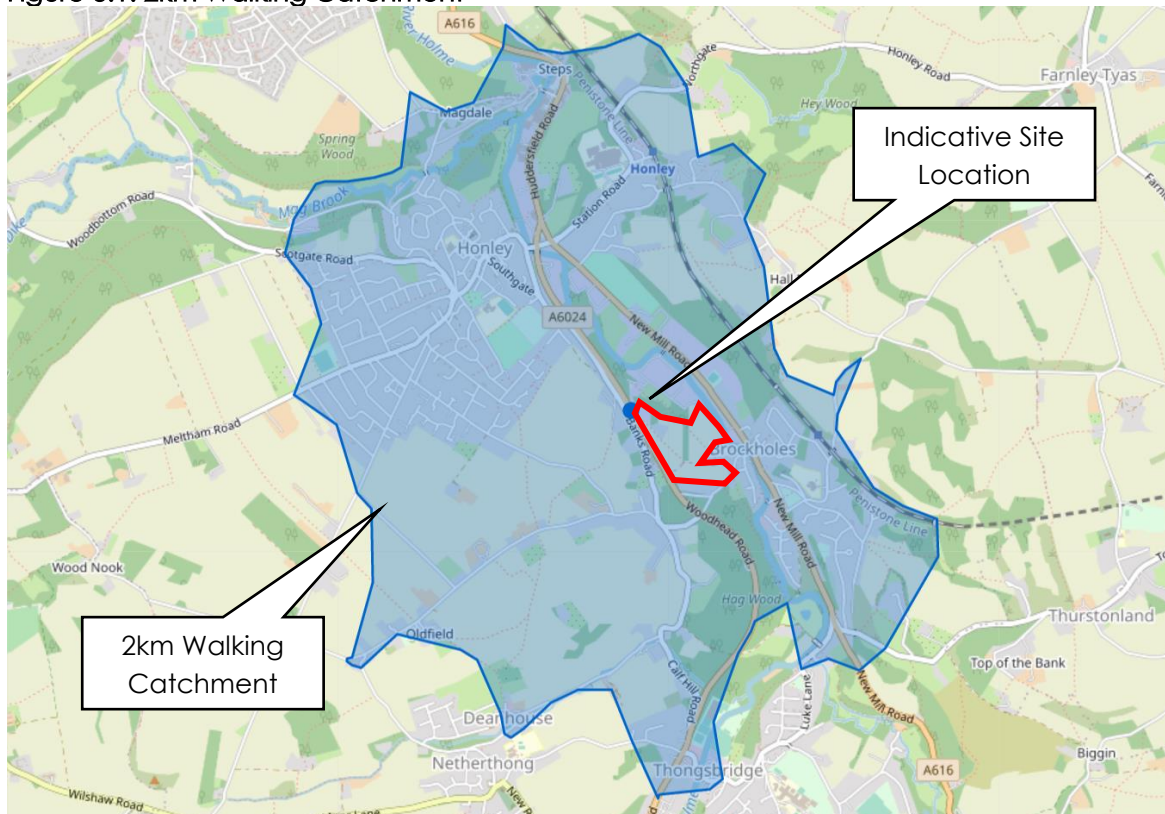 A616
River Holme
Steps
Northgate
Honley Road
Farnley Tyas
Magdale
Penistone Line
Hey Wood
Spring
Wood
Huddersfield Road
Indicative Site
Location
Honley
Woodbottom Road
Mag Brook
Station Road
Dike
Scotgate Road
Honley
Southgate
Hall
A6024
New Mill Road
Meltham Road
Banks Road
Brockholes
Woodhead Road
New Mill Road
Penistone Line
Wood Nook
Hag Wood
Thurstonland
2km Walking
Catchment
Oldfield
Calf Hill Road
Luke Lane
Top of the Bank
New Mill Road
Deanhouse
Netherthong
Thongsbridge
Biggin
A616
Wilshaw Road